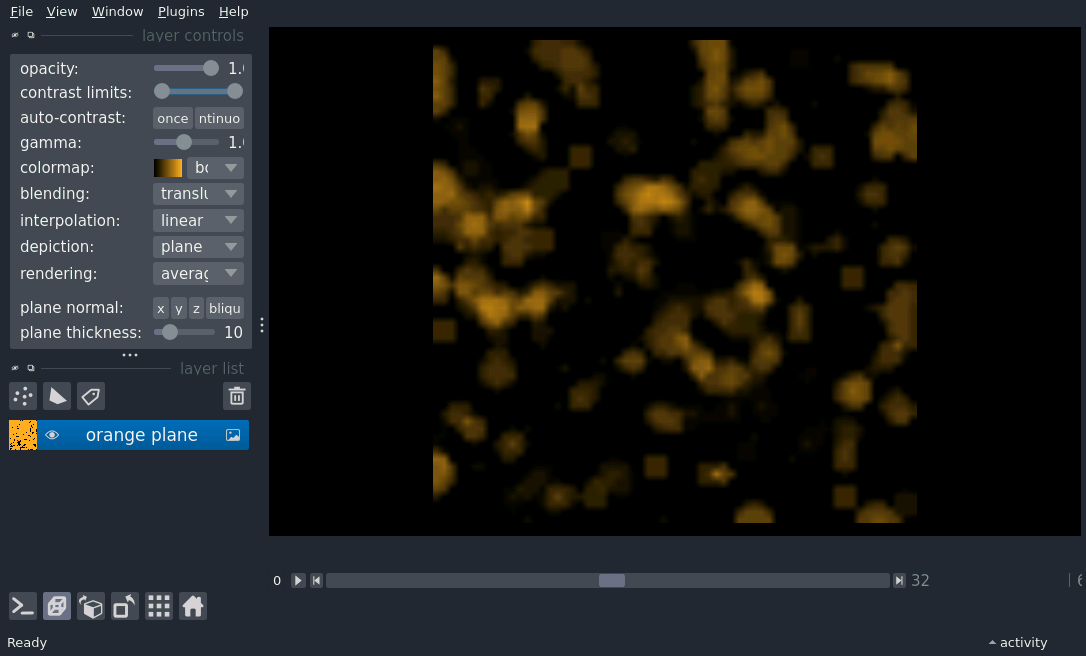 File View Window Plugins Help
layer controls
opacity: 1.
contrast limits:
auto-contrast: once ntinuo
gamma: 1.
colormap: bo
blending: translu
interpolation: linear
depiction: plane
rendering: averag
plane normal: x y z bliqu
plane thickness: 10
layer list
orange plane
0 32
Ready activity